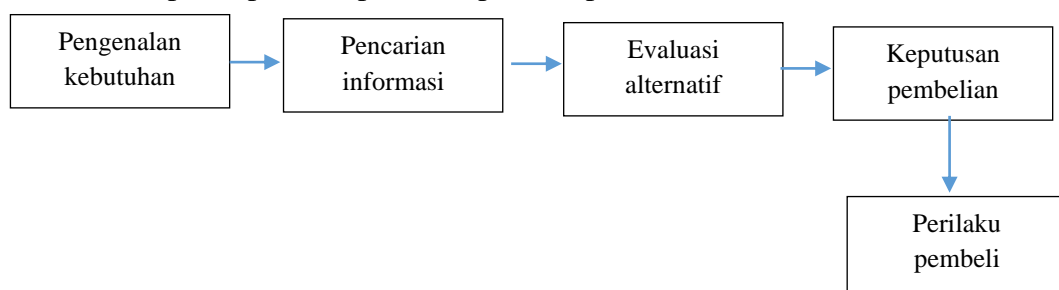 Pengenalan
kebutuhan
Pencarian
informasi
Evaluasi
alternatif
Keputusan
pembelian
Perilaku
pembeli